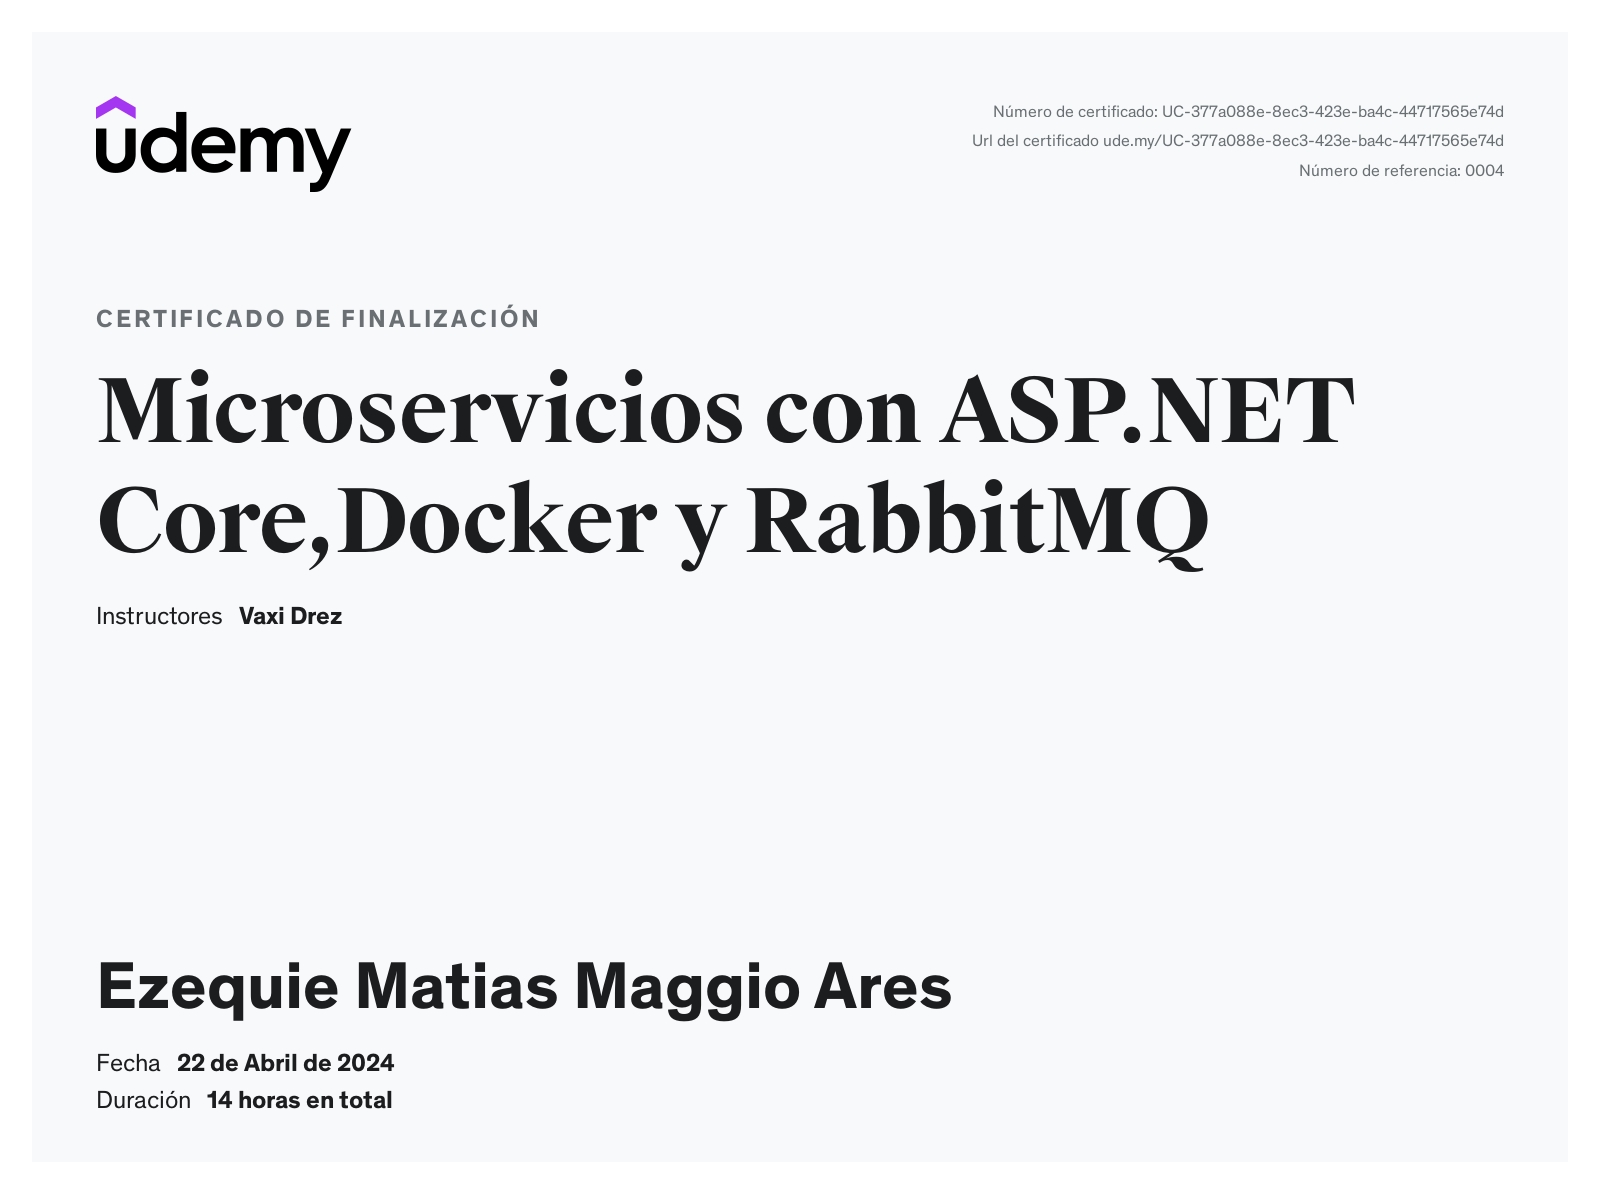 udemy
Número de certificado: UC-377a088e-8ec3-423e-ba4c-44717565e74d
Url del certificado ude.my/UC-377a088e-8ec3-423e-ba4c-44717565e74d
Número de referencia: 0004
CERTIFICADO DE FINALIZACIÓN
Microservicios con ASP.NET
Core,Docker y RabbitMQ
Instructores Vaxi Drez
Ezequie Matias Maggio Ares
Fecha 22 de Abril de 2024
Duración 14 horas en total